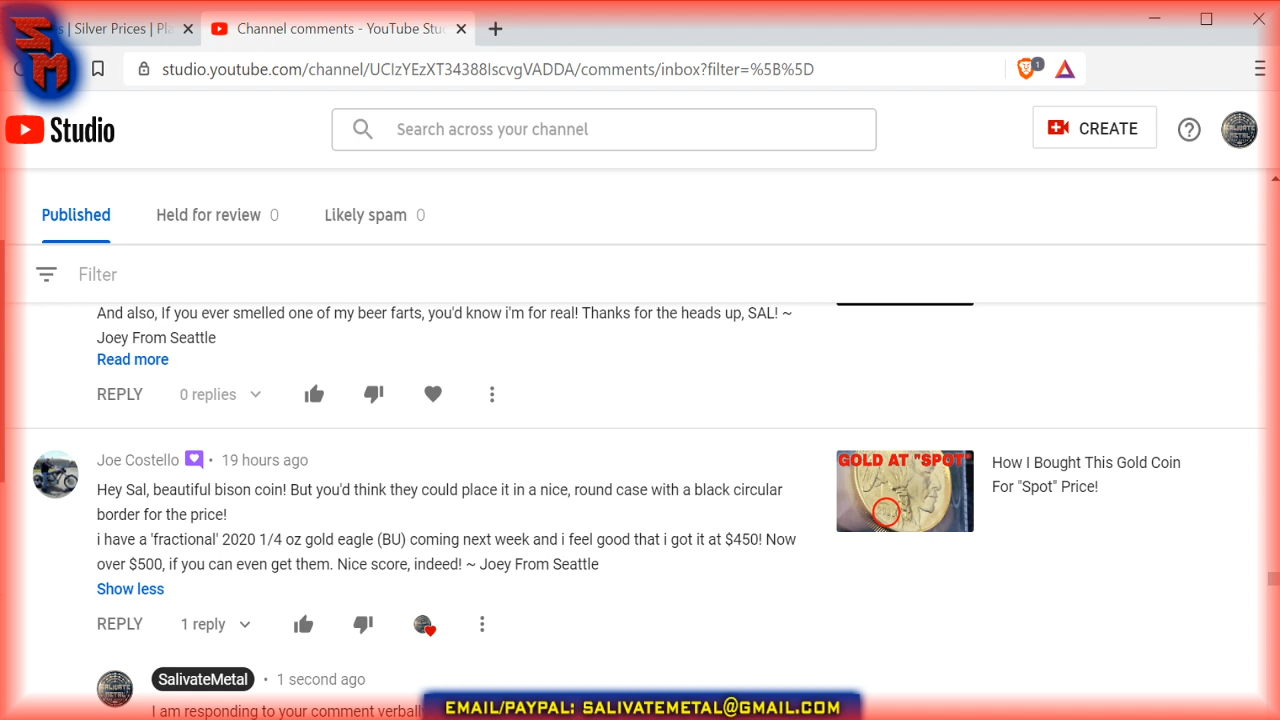 s | Silver Prices | Pla
Channel comments - YouTube Stud
studio.youtube.com/channel/UCIzYEzXT34388IscvgVADDA/comments/inbox?filter=%5B%5D
1
SM
Studio
Search across your channel
CREATE
Published
Held for review 0
Likely spam 0
Filter
And also, If you ever smelled one of my beer farts, you'd know i'm for real! Thanks for the heads up, SAL! ~
Joey From Seattle
Read more
REPLY
0 replies
Joe Costello • 19 hours ago
Hey Sal, beautiful bison coin! But you'd think they could place it in a nice, round case with a black circular
border for the price!
i have a 'fractional' 2020 1/4 oz gold eagle (BU) coming next week and i feel good that i got it at $450! Now
over $500, if you can even get them. Nice score, indeed! ~ Joey From Seattle
Show less
GOLD AT "SPOT"
How I Bought This Gold Coin
For "Spot" Price!
REPLY
1 reply
SalivateMetal • 1 second ago
I am responding to your comment verball
EMAIL/PAYPAL: SALIVATEMETAL@GMAIL.COM